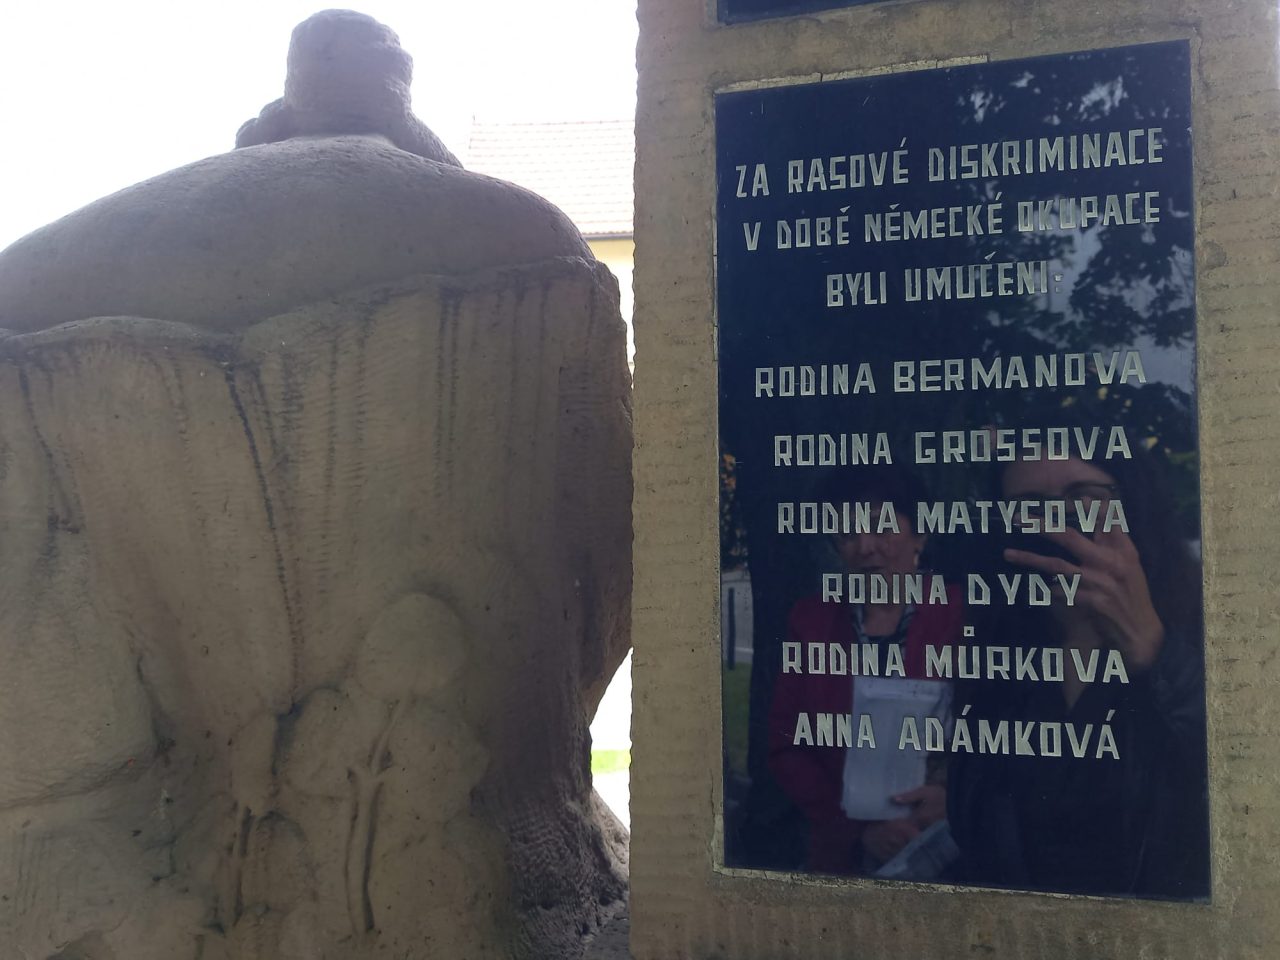 ZA RASOVÉ DISKRIMINACE
V DOBĚ NĚMECKÉ OKUPACE
BYLI UMUČENI:
RODINA BERMANOVA
RODINA GROSSOVA
RODINA MATYSOVA
RODINA DYDY
RODINA MŮRKOVA
ANNA ADÁMKOVÁ